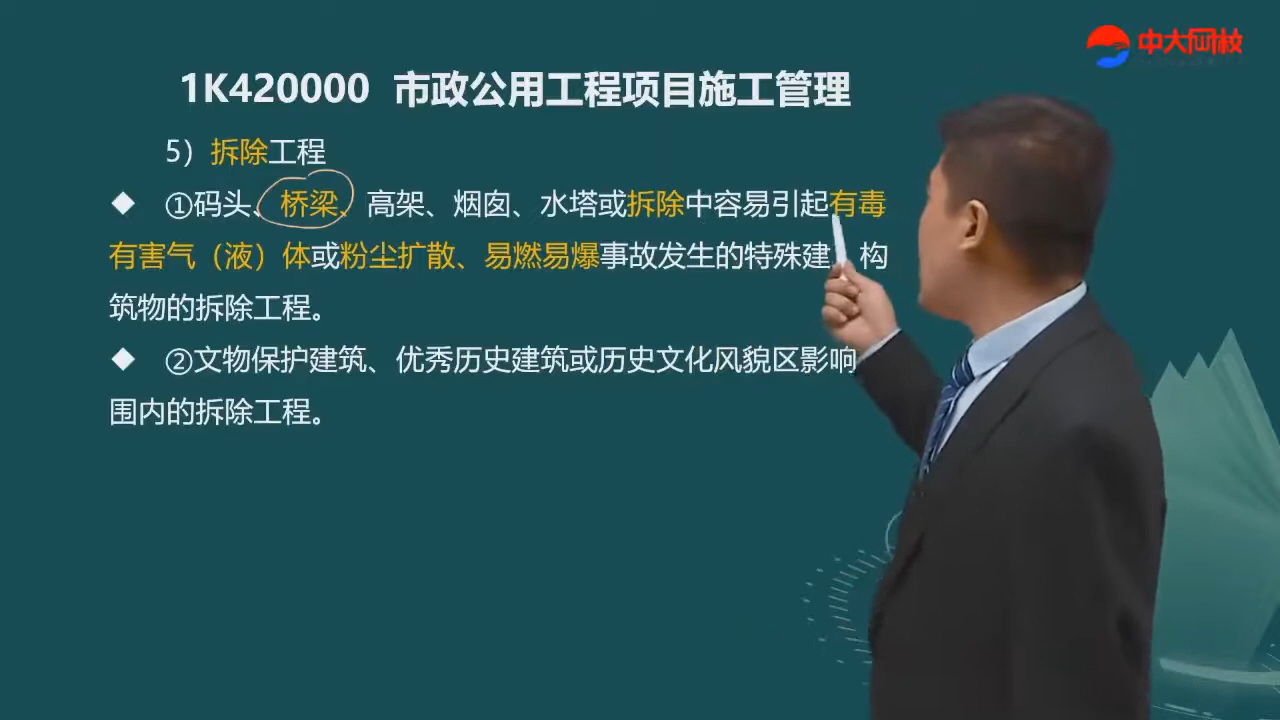 中大网校
1K420000 市政公用工程项目施工管理
5）拆除工程
◆ ①码头、桥梁、高架、烟囱、水塔或拆除中容易引起有毒
有害气（液）体或粉尘扩散、易燃易爆事故发生的特殊建、构
筑物的拆除工程。
◆ ②文物保护建筑、优秀历史建筑或历史文化风貌区影响
围内的拆除工程。